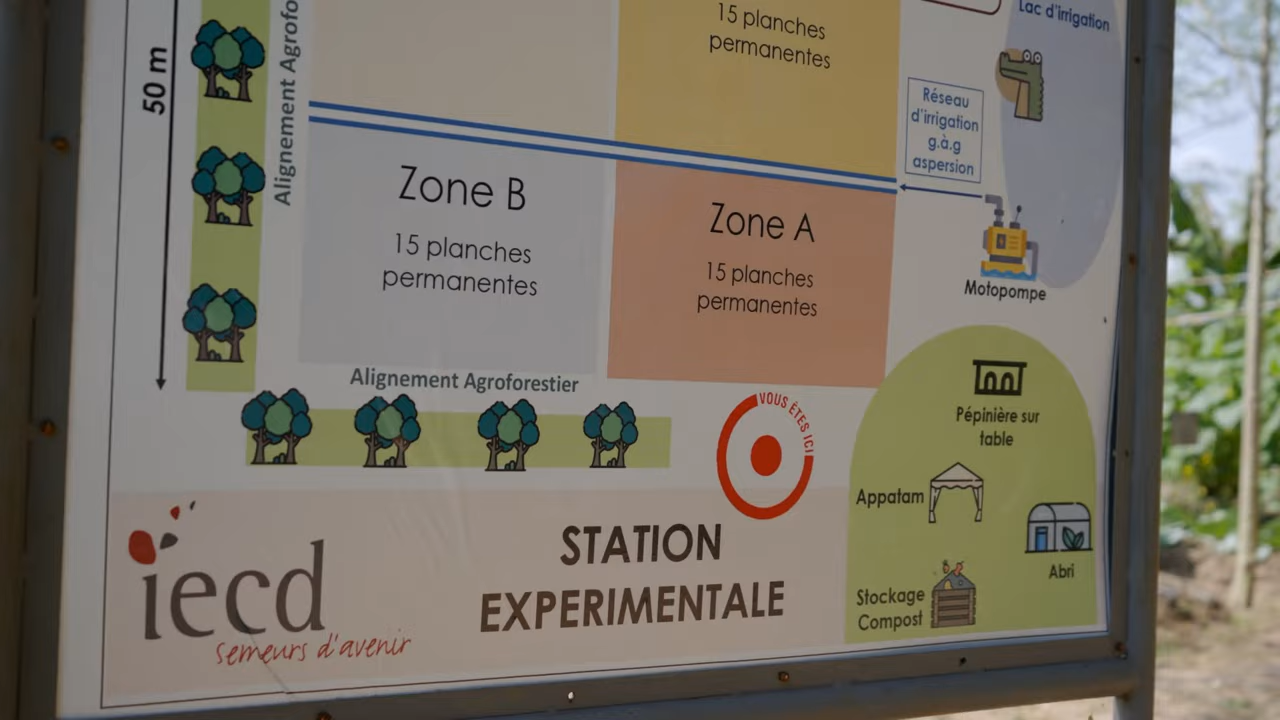 15 planches
permanentes
Lac d'irrigation
50 m
Alignement
Réseau
d'irrigation
g.à.g
aspersion
Zone B
15 planches
permanentes
Zone A
15 planches
permanentes
Motopompe
Alignement Agroforestier
VOUS ÊTES ICI
Pépinière sur
table
Appatam
Abri
Stockage
Compost
STATION
EXPERIMENTALE
iecd
semeurs d'avenir